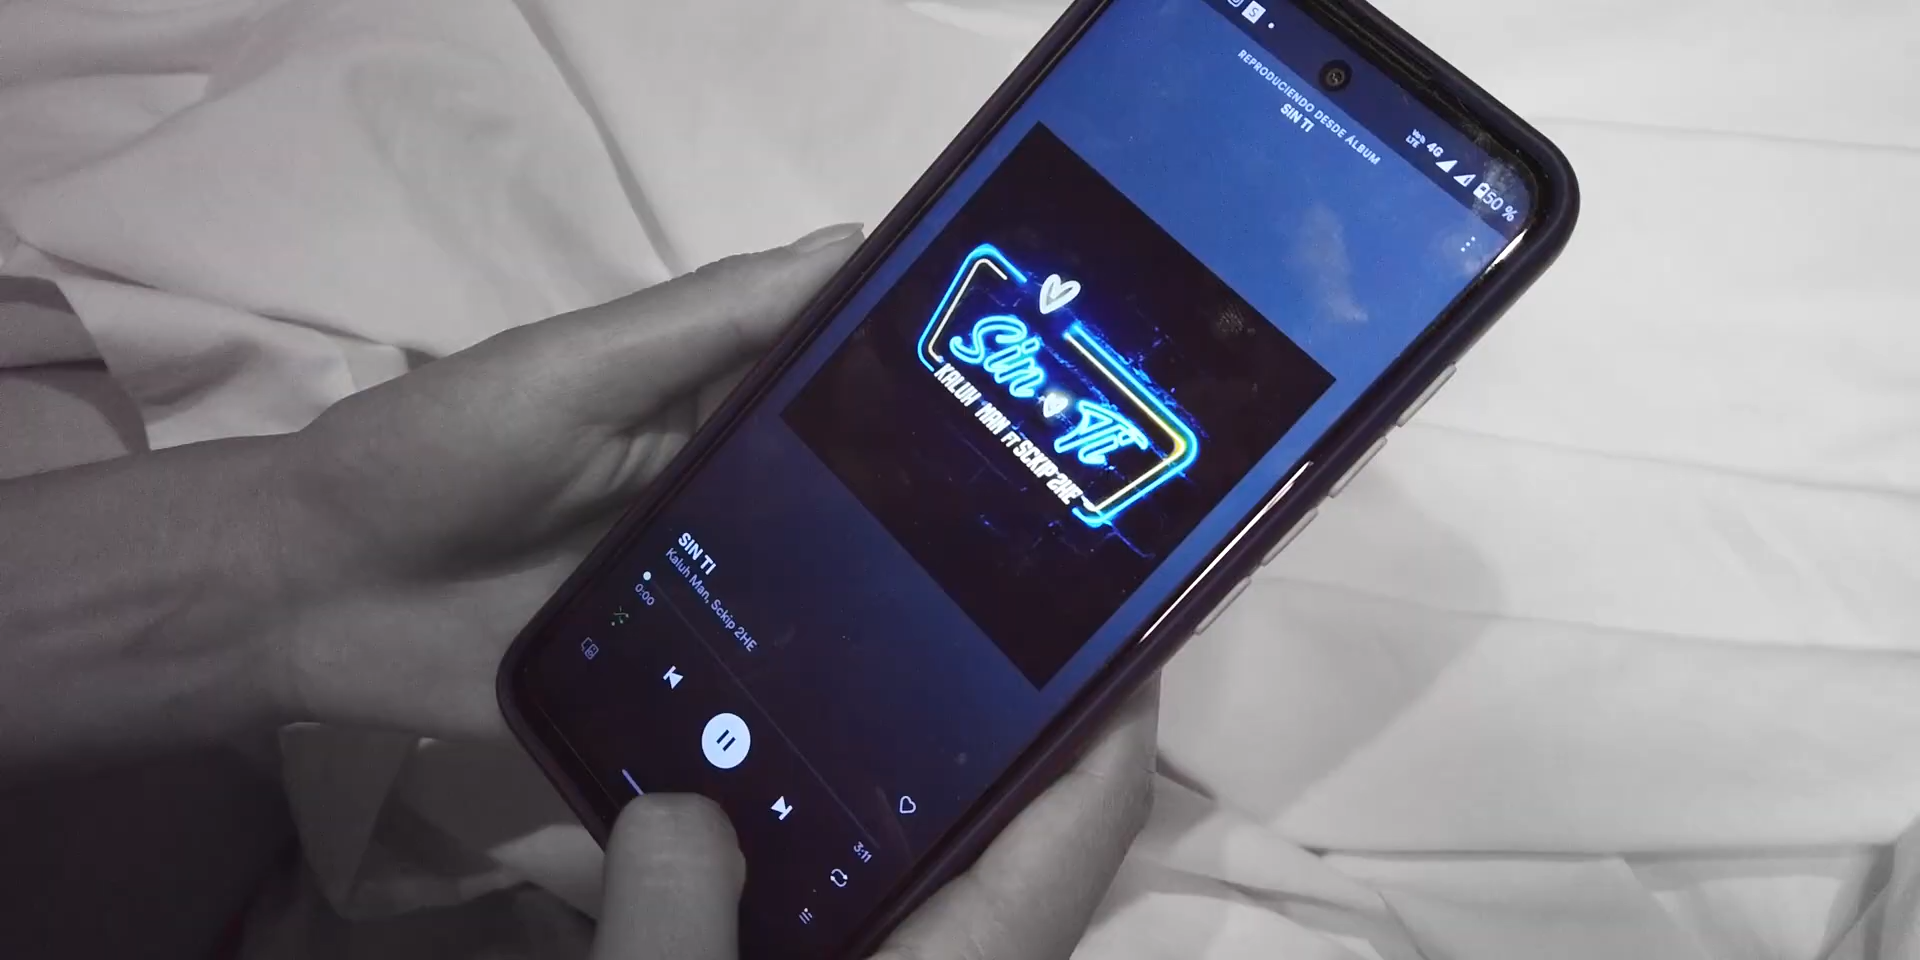 REPRODUCIENDO DESDE ÁLBUM
SIN TI
VoLTE 4G 50 %
Sin Ti
KALUH MAN FT SCKIP 2HE
SIN TI
Kaluh Man, Sckip 2HE
0:00
3:11